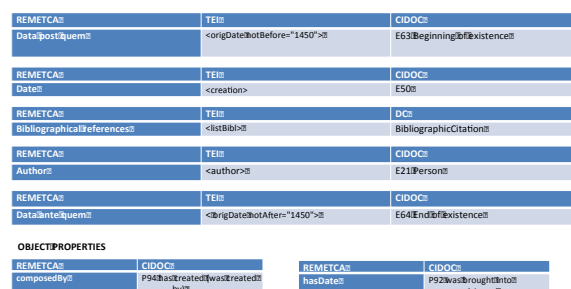 REMETCA TEI CIDOC
Data post quem <origDate notBefore="1450"> E63 Beginning of existence
REMETCA TEI CIDOC
Date <creation> E50
REMETCA TEI DC
Bibliographical references <listBibl> BibliographicCitation
REMETCA TEI CIDOC
Author <author> E21 Person
REMETCA TEI CIDOC
Data ante quem <origDate notAfter="1450"> E64 End of existence
OBJECT PROPERTIES
REMETCA CIDOC
composedBy P94 has created (was created
by)
REMETCA CIDOC
hasDate P92 was brought into